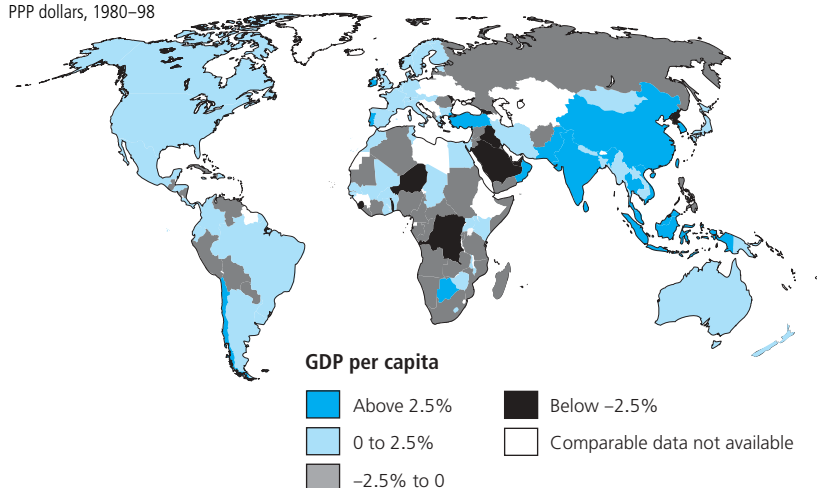 PPP dollars, 1980–98
GDP per capita
Above 2.5%
0 to 2.5%
–2.5% to 0
Below –2.5%
Comparable data not available